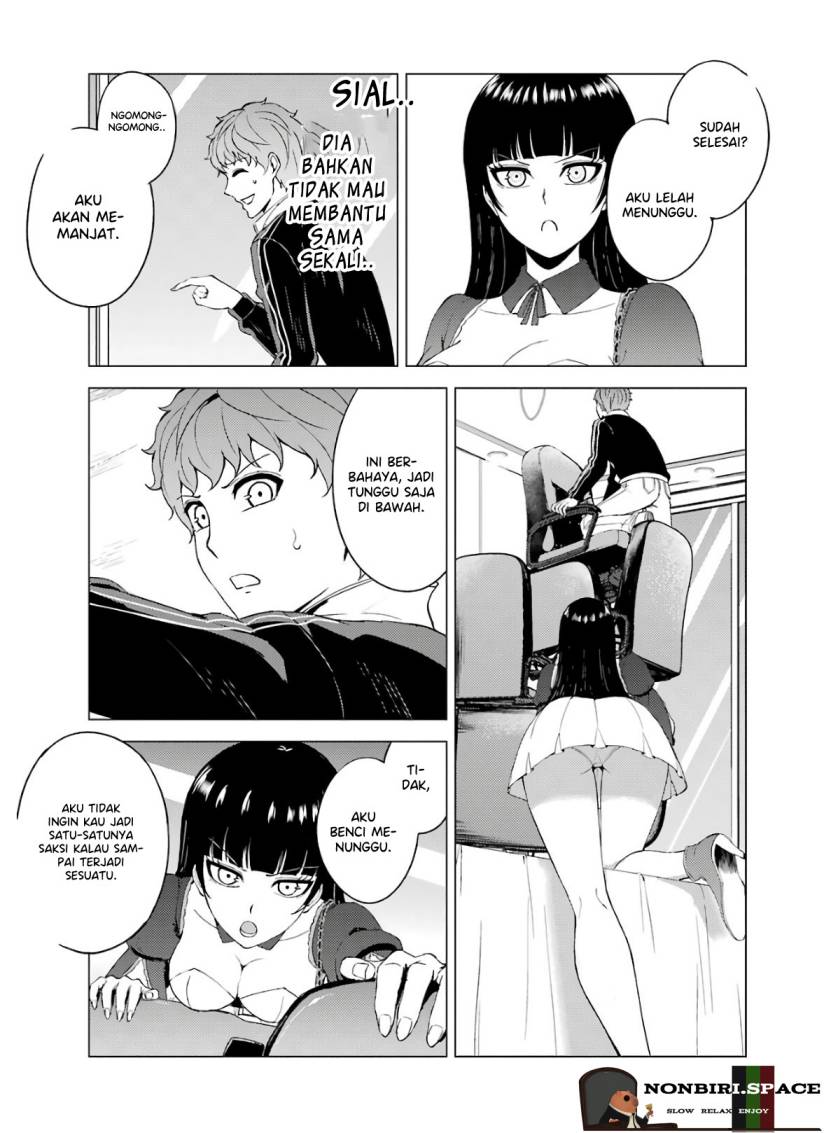 SUDAH
SELESAI?
AKU LELAH
MENUNGGU.
SIAL..
DIA
BAHKAN
TIDAK MAU
MEMBANTU
SAMA
SEKALI..
NGOMONG-
NGOMONG..
AKU
AKAN ME-
MANJAT.
INI BER-
BAHAYA, JADI
TUNGGU SAJA
DI BAWAH.
TI-
DAK,
AKU
BENCI ME-
NUNGGU.
AKU TIDAK
INGIN KAU JADI
SATU-SATUNYA
SAKSI KALAU SAM-
PAI TERJADI
SESUATU.
NONBIRI.SPACE
SLOW RELAX ENJOY